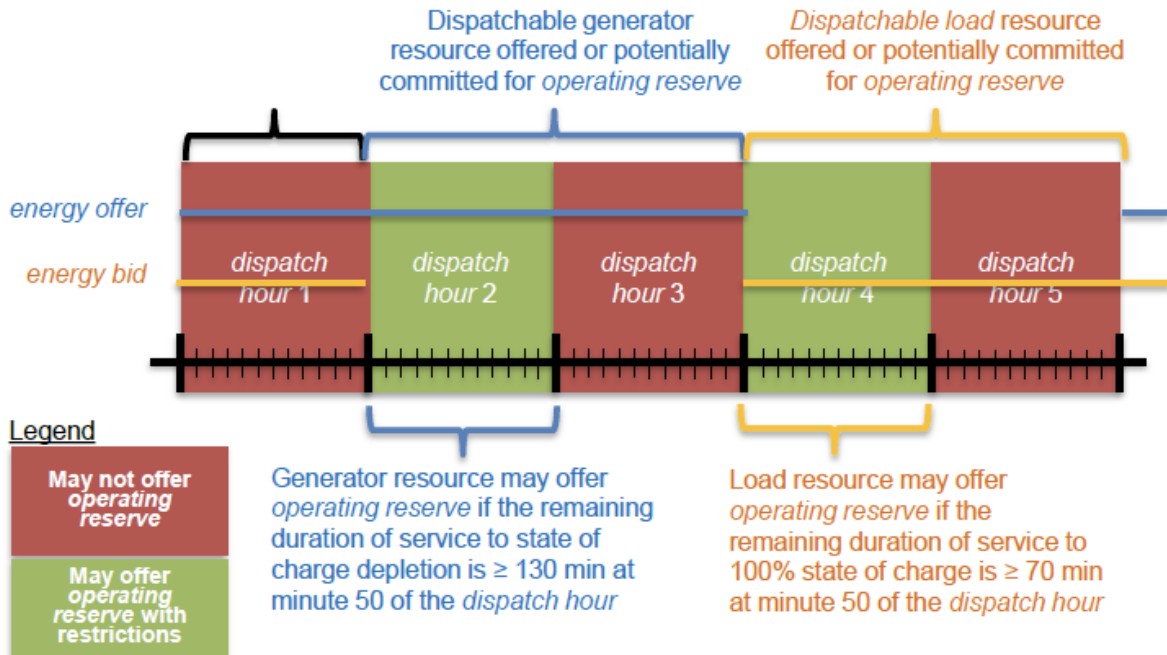 Dispatchable generator
resource offered or potentially
committed for operating reserve
Dispatchable load resource
offered or potentially committed
for operating reserve
energy offer
energy bid
dispatch
hour 1
dispatch
hour 2
dispatch
hour 3
dispatch
hour 4
dispatch
hour 5
Legend
May not offer
operating
reserve
May offer
operating
reserve with
restrictions
Generator resource may offer
operating reserve if the remaining
duration of service to state of
charge depletion is ≥ 130 min at
minute 50 of the dispatch hour
Load resource may offer
operating reserve if the
remaining duration of service to
100% state of charge is ≥ 70 min
at minute 50 of the dispatch hour